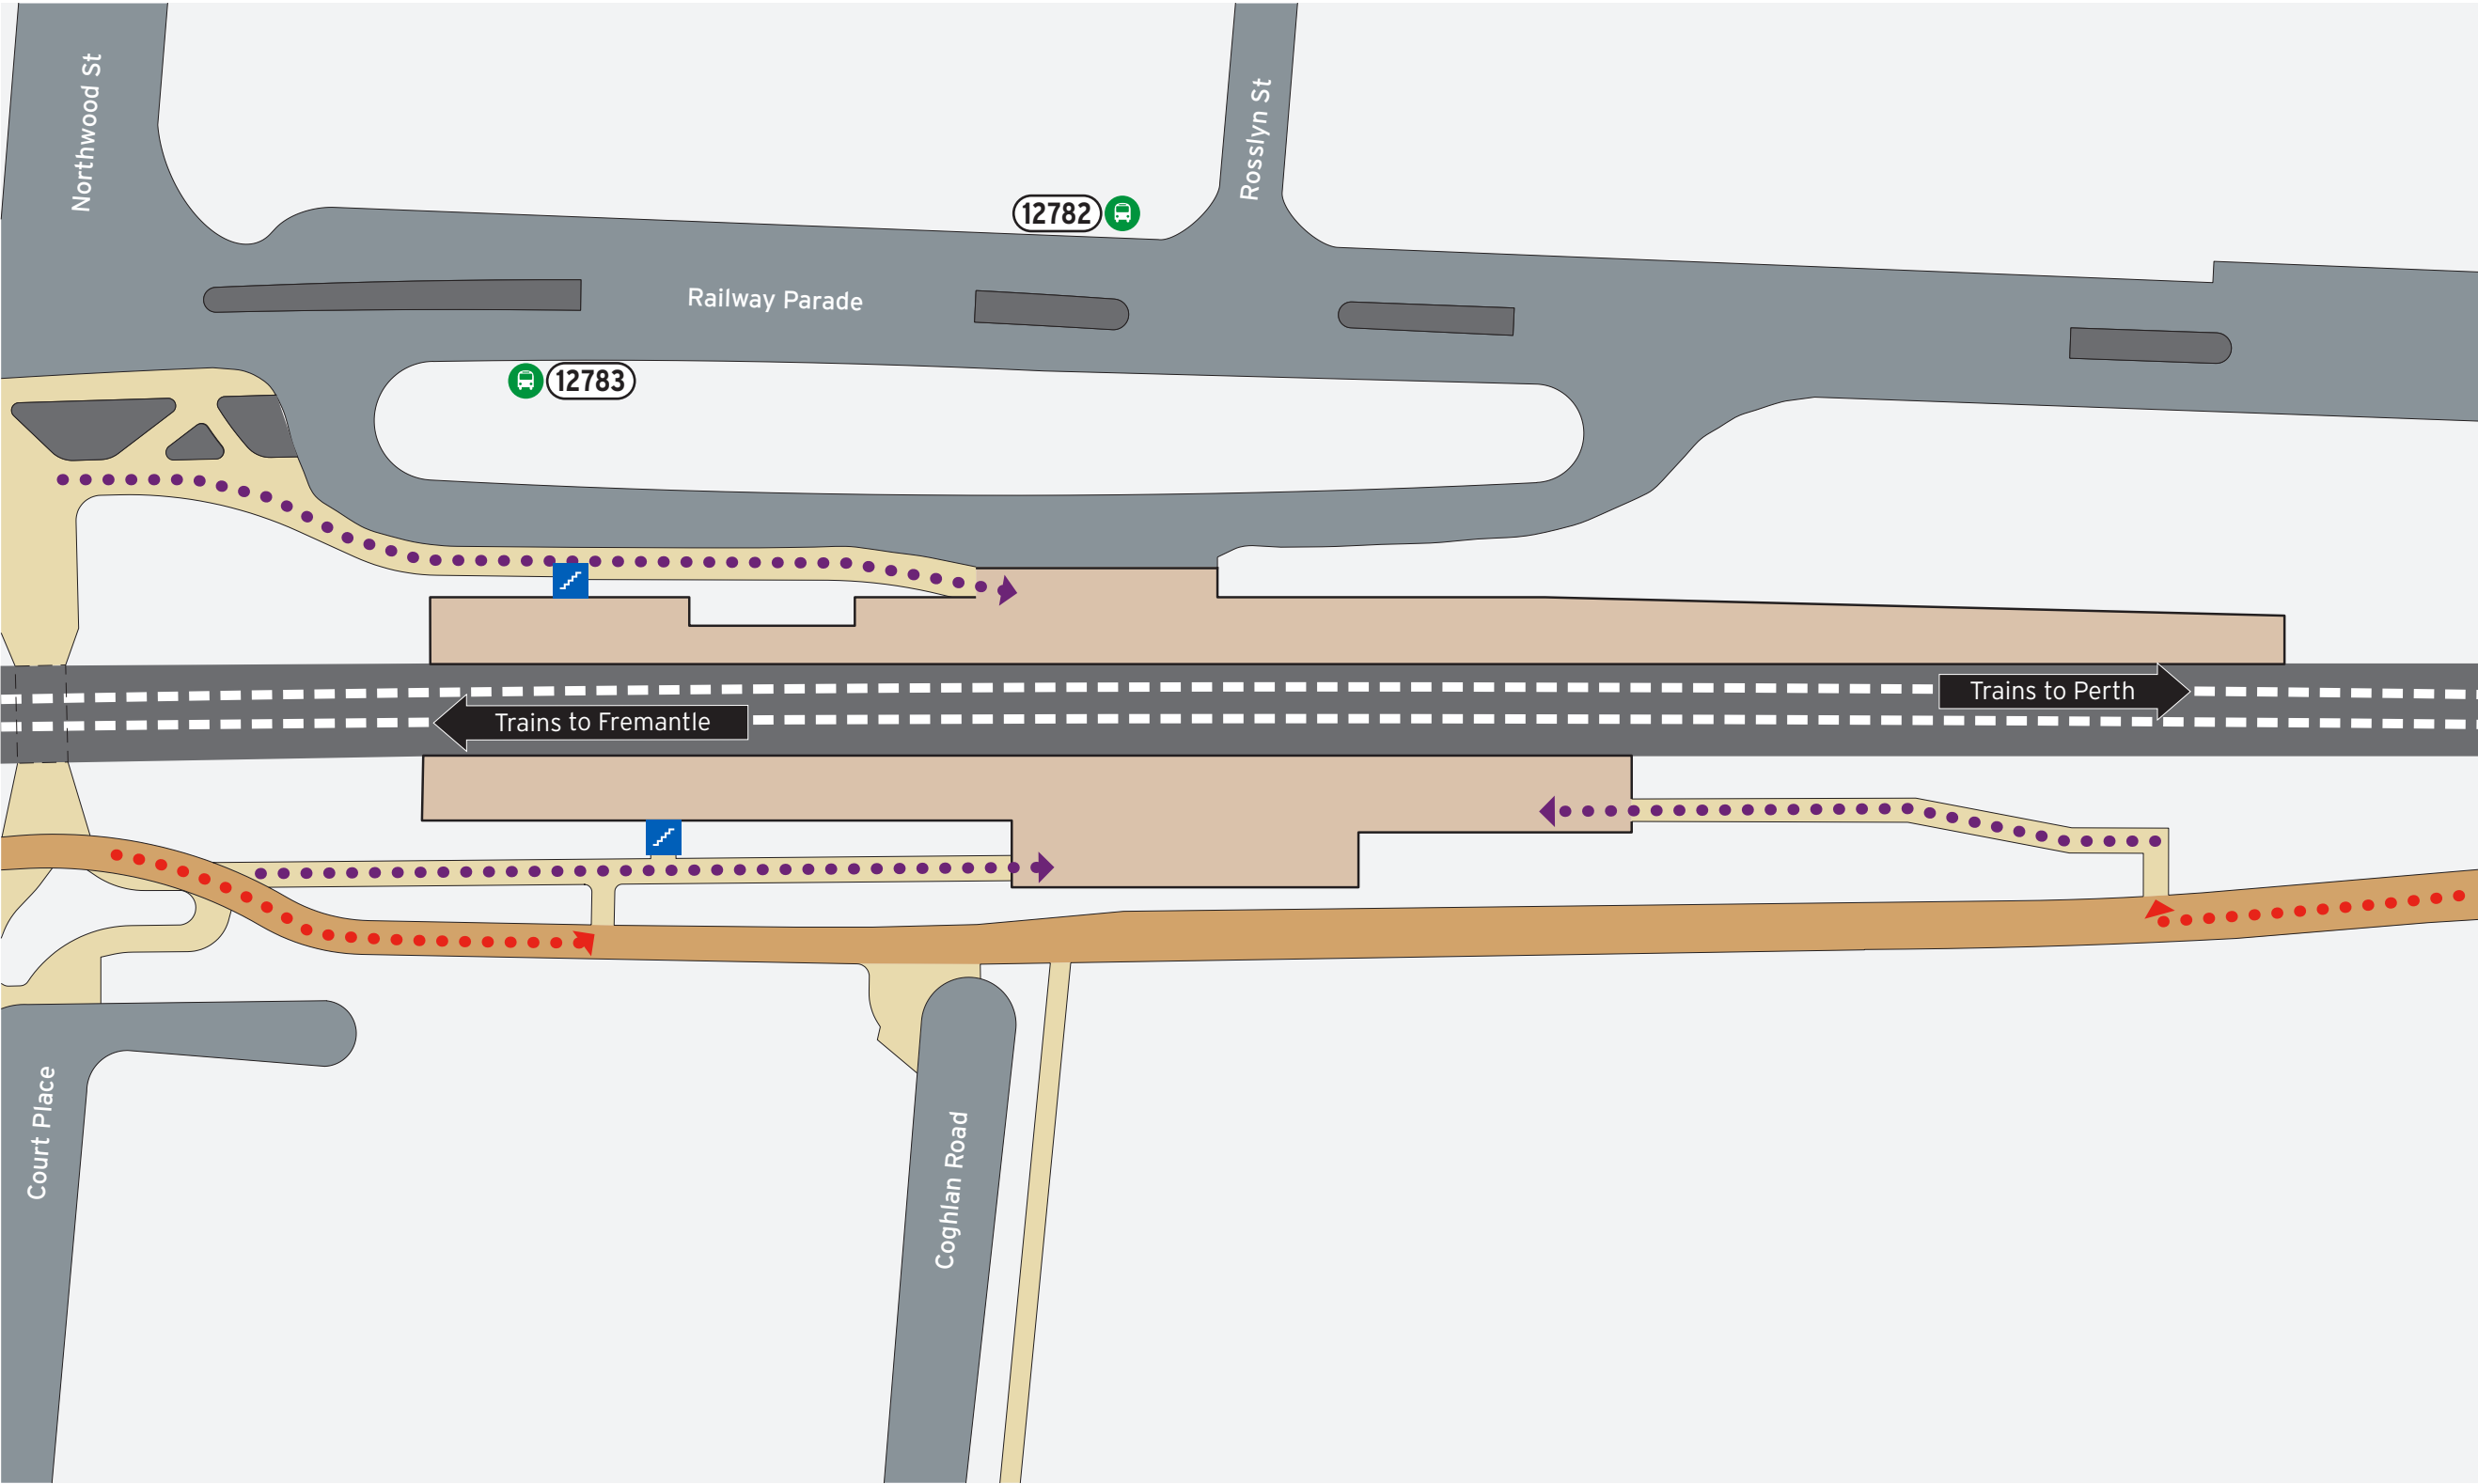 Northwood St
Rosslyn St
12782
Railway Parade
12783
Trains to Perth
Trains to Fremantle
Court Place
Coghlan Road